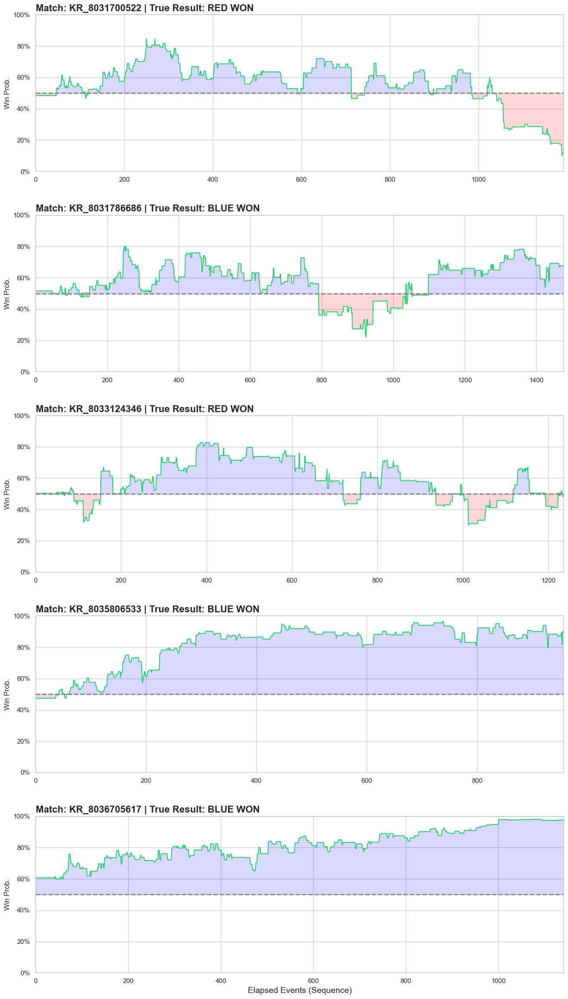 Match: KR_8031700522 | True Result: RED WON
100%
80%
60%
40%
20%
0%
Win Prob.
0 200 400 600 800 1000
Match: KR_8031786686 | True Result: BLUE WON
100%
80%
60%
40%
20%
0%
Win Prob.
0 200 400 600 800 1000 1200 1400
Match: KR_8033124346 | True Result: RED WON
100%
80%
60%
40%
20%
0%
Win Prob.
0 200 400 600 800 1000 1200
Match: KR_8035806533 | True Result: BLUE WON
100%
80%
60%
40%
20%
0%
Win Prob.
0 200 400 600 800
Match: KR_8036705617 | True Result: BLUE WON
100%
80%
60%
40%
20%
0%
Win Prob.
0 200 400 600 800 1000
Elapsed Events (Sequence)